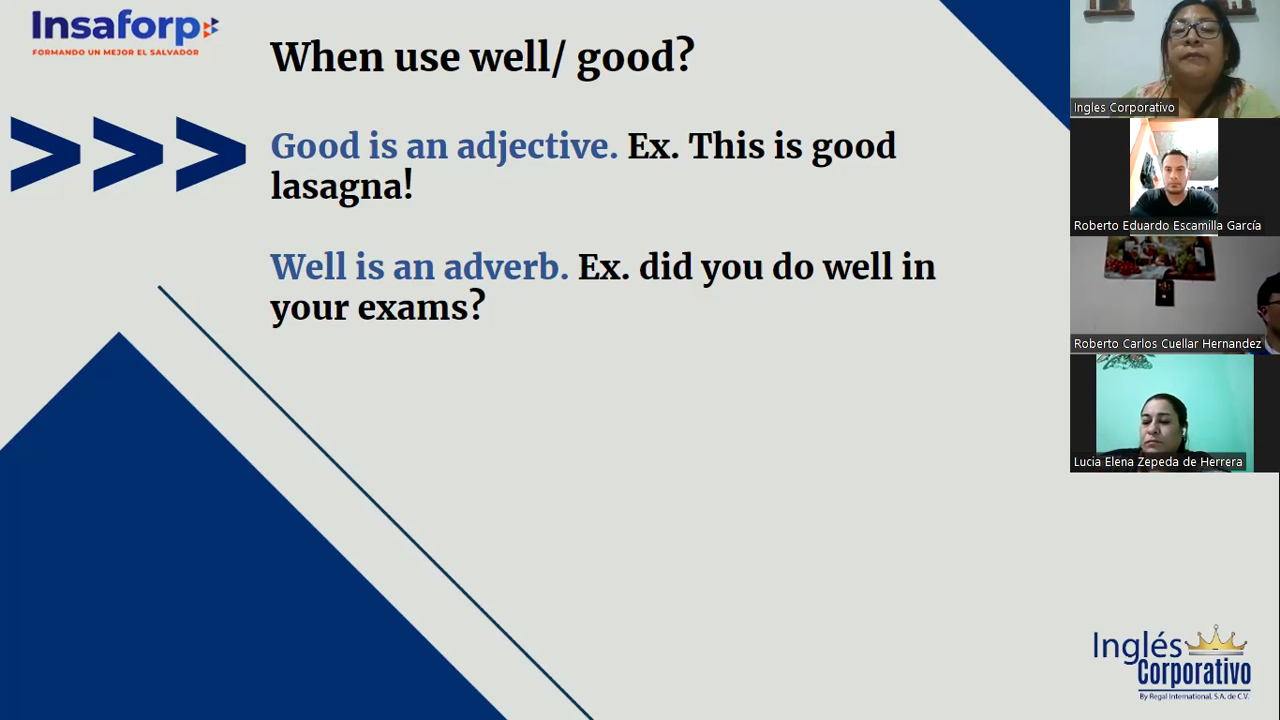 Insaforp
FORMANDO UN MEJOR EL SALVADOR
When use well/ good?
>>>
Good is an adjective. Ex. This is good
lasagna!
Well is an adverb. Ex. did you do well in
your exams?
Ingles Corporativo
Roberto Eduardo Escamilla García
Roberto Carlos Cuellar Hernandez
Lucia Elena Zepeda de Herrera
Inglés
Corporativo
By Regal International, S.A. de C.V.